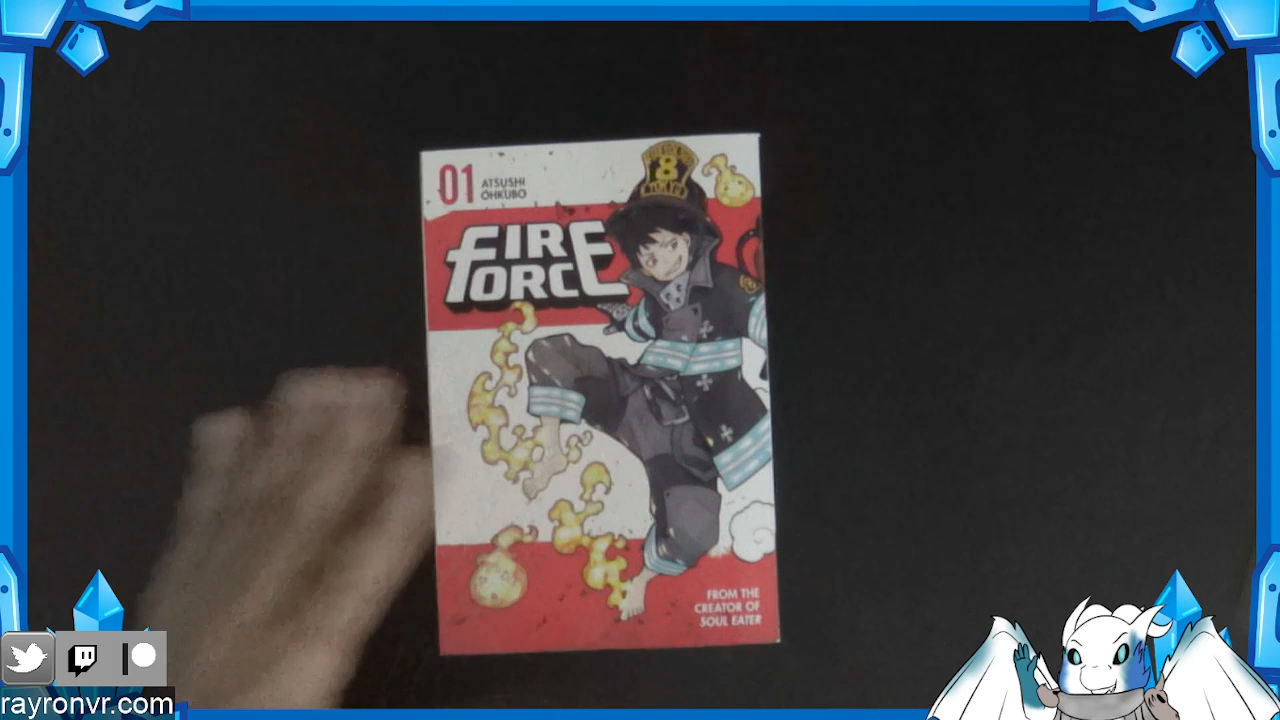 01
ATSUSHI
OHKUBO
8
FIRE
FORCE
FROM THE
CREATOR OF
SOUL EATER
rayronvr.com